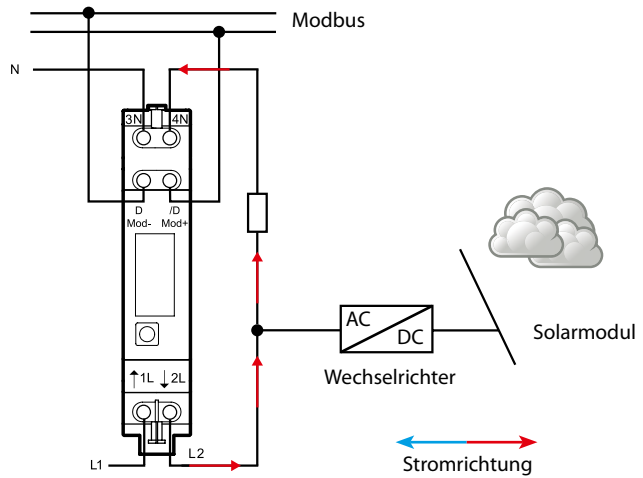 Modbus
N
3N 4N
D /D
Mod- Mod+
AC
DC
Solarmodul
Wechselrichter
↑1L ↓2L
L1 L2
Stromrichtung